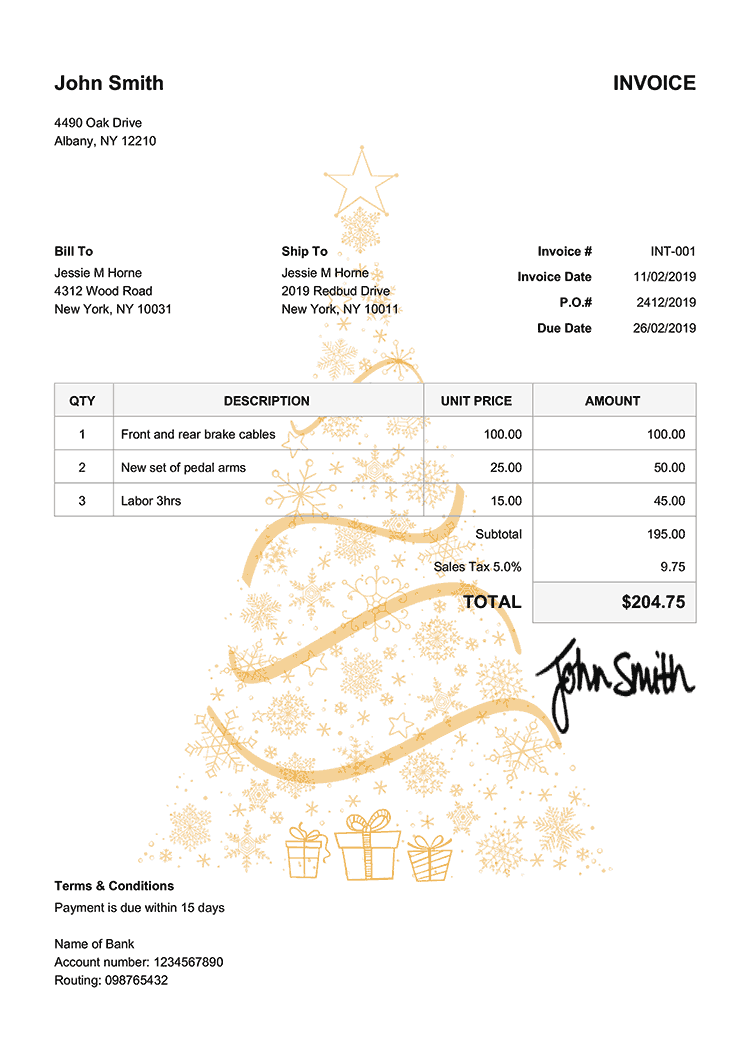 John Smith
INVOICE
4490 Oak Drive
Albany, NY 12210
Bill To
Jessie M Horne
4312 Wood Road
New York, NY 10031
Ship To
Jessie M Horne
2019 Redbud Drive
New York, NY 10011
Invoice # INT-001
Invoice Date 11/02/2019
P.O.# 2412/2019
Due Date 26/02/2019
QTY DESCRIPTION UNIT PRICE AMOUNT
1 Front and rear brake cables 100.00 100.00
2 New set of pedal arms 25.00 50.00
3 Labor 3hrs 15.00 45.00
Subtotal 195.00
Sales Tax 5.0% 9.75
TOTAL $204.75
John Smith
Terms & Conditions
Payment is due within 15 days
Name of Bank
Account number: 1234567890
Routing: 098765432